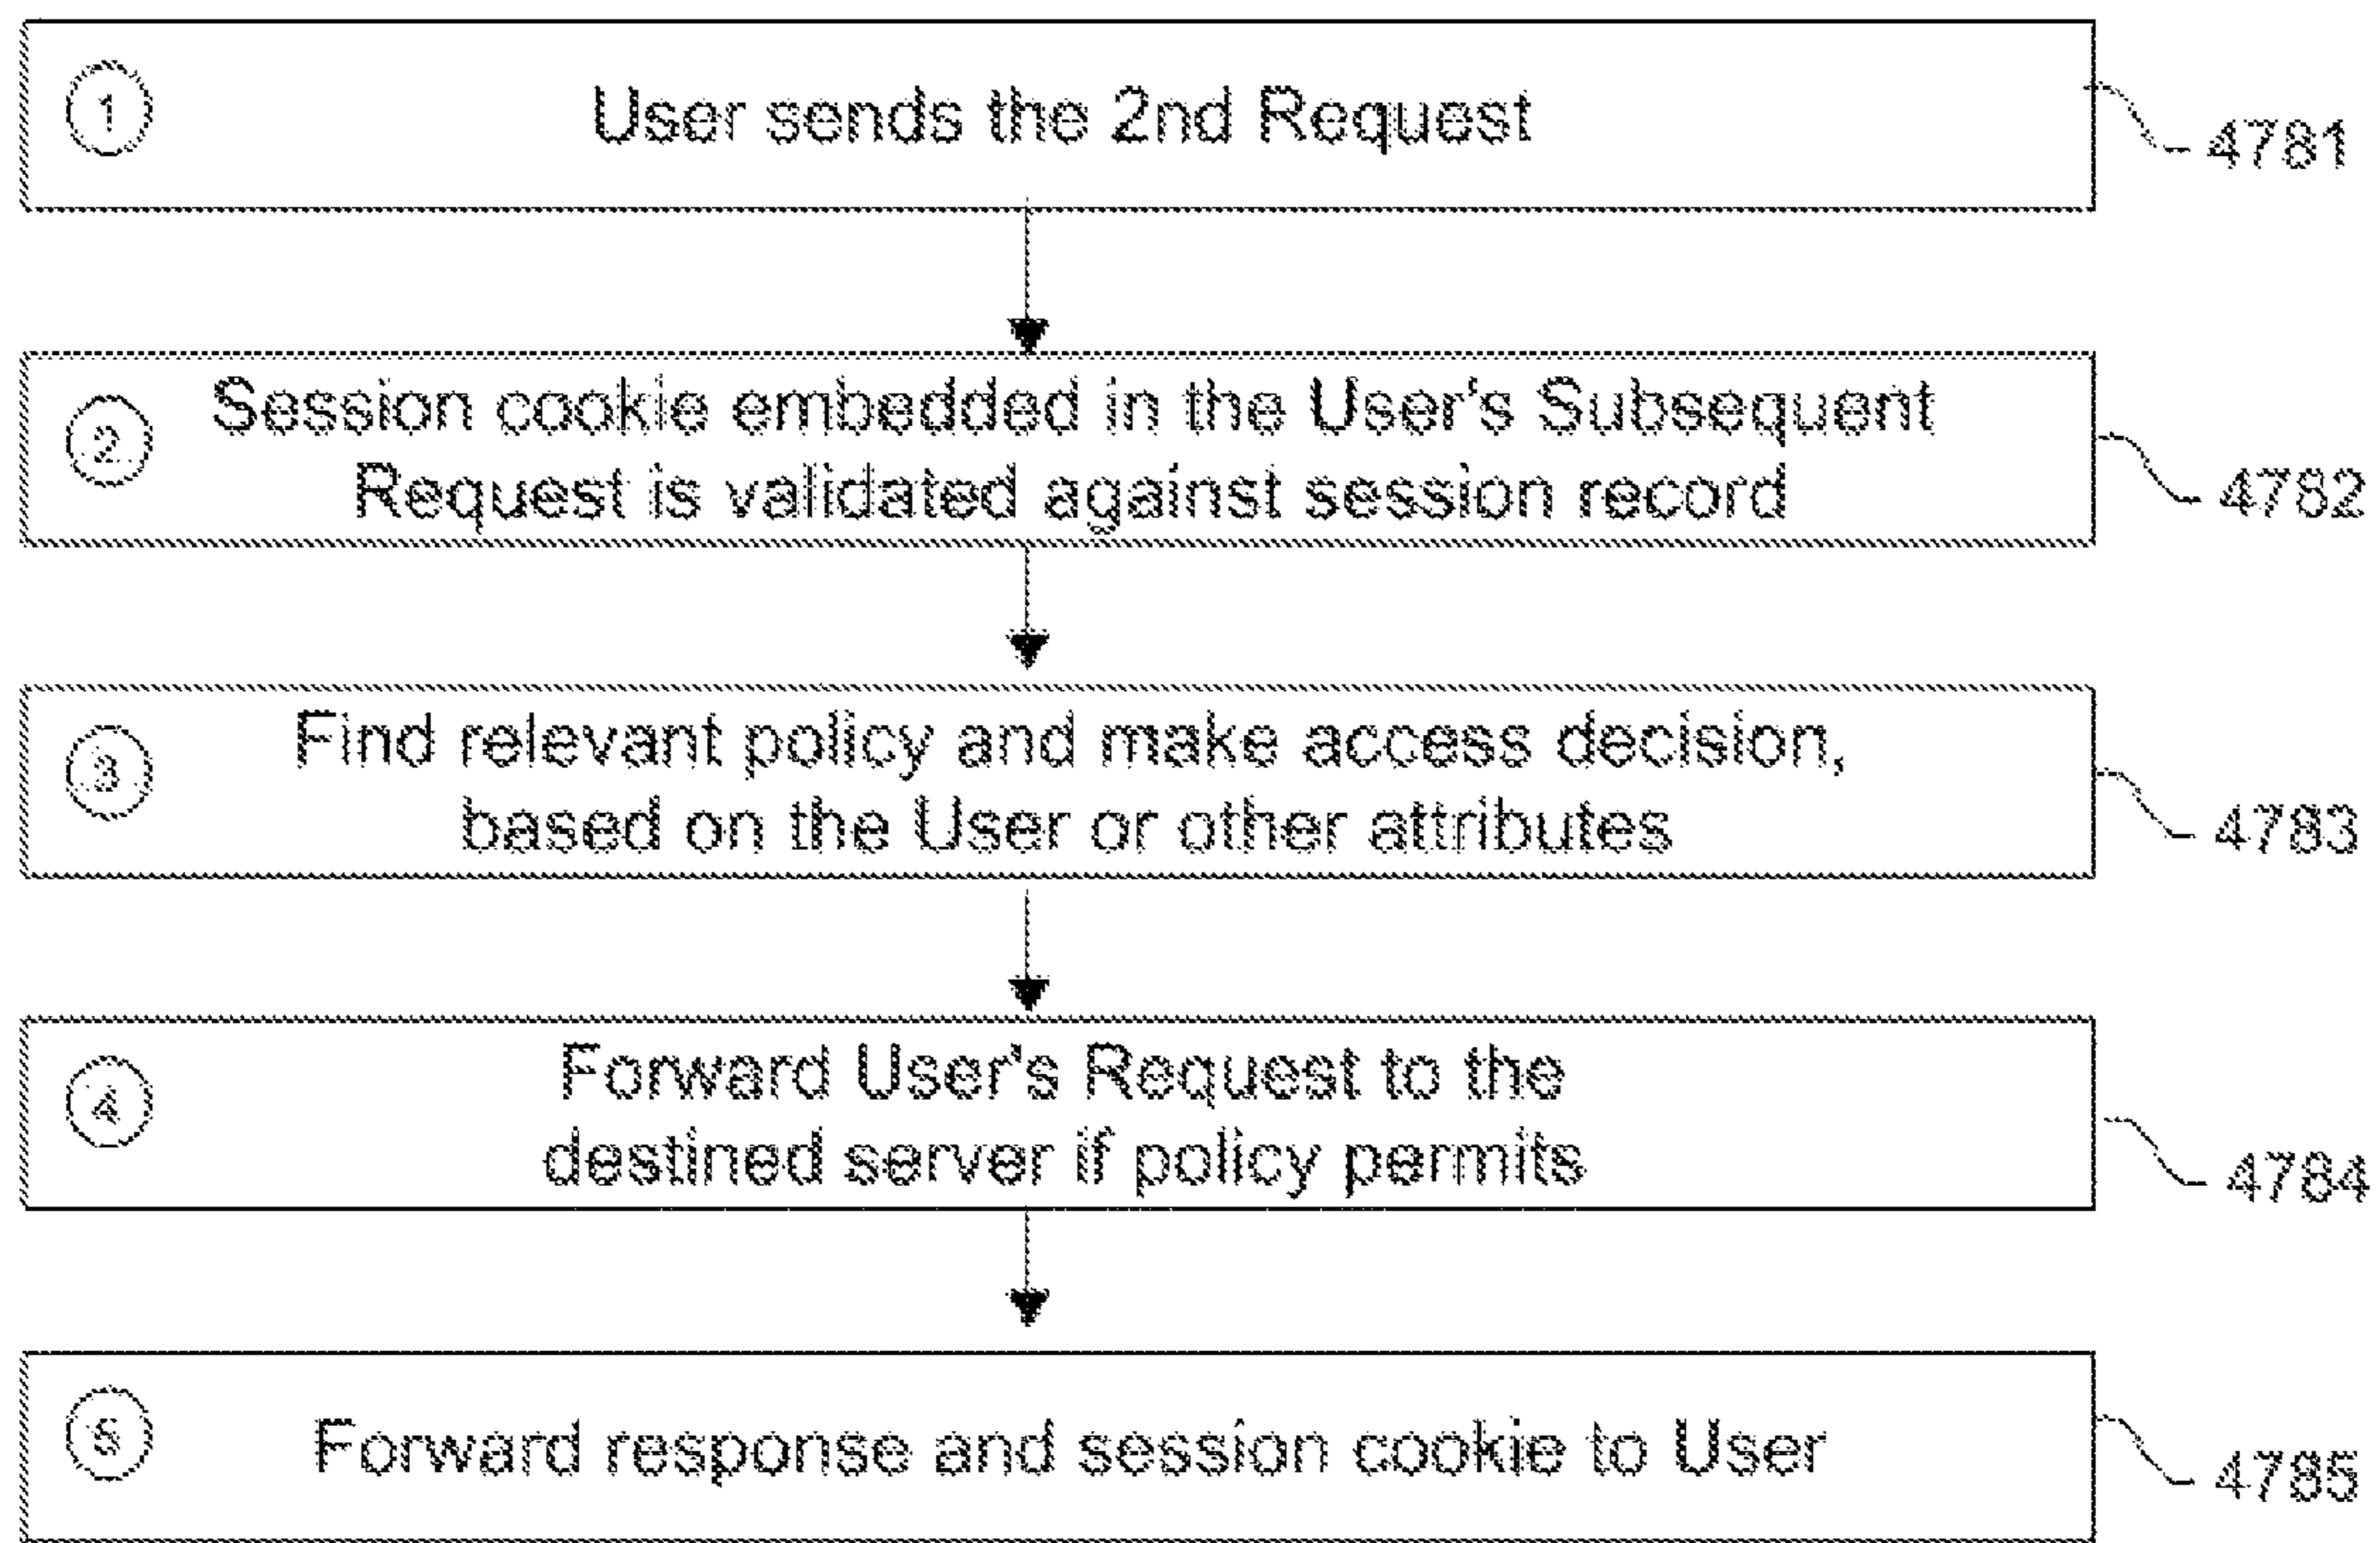 1
User sends the 2nd Request
4781
2
Session cookie embedded in the User's Subsequent
Request is validated against session record
4782
3
Find relevant policy and make access decision,
based on the User or other attributes
4783
4
Forward User's Request to the
destined server if policy permits
4784
5
Forward response and session cookie to User
4785